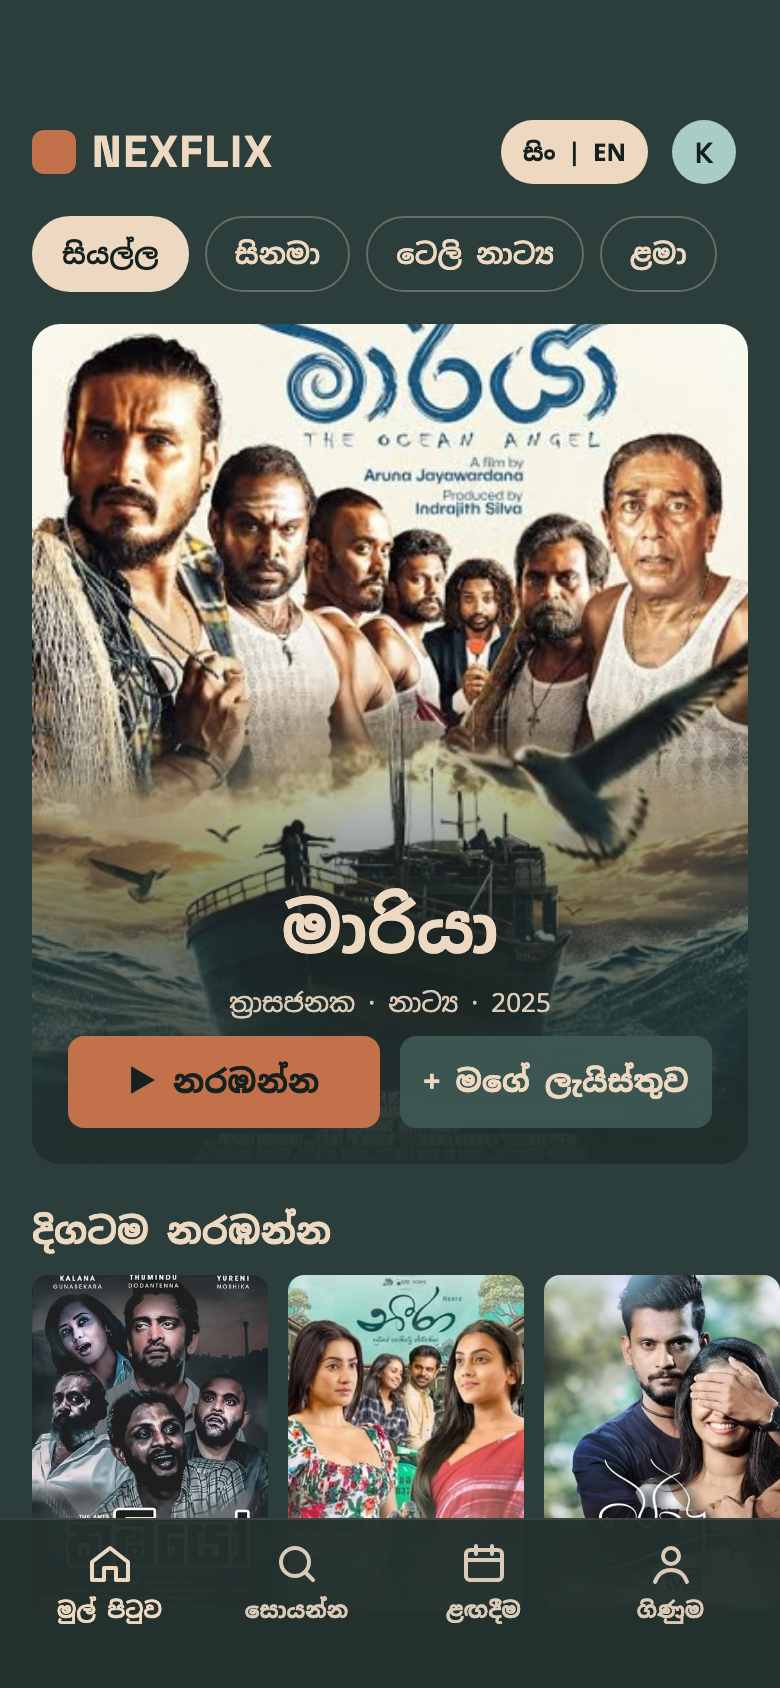 NEXFLIX
සිං | EN
K
සියල්ල
සිනමා
ටෙලි නාට්‍ය
ළමා
මාරියා
THE OCEAN ANGEL
A film by
Aruna Jayawardana
Produced by
Indrajith Silva
මාරියා
ත්‍රාසජනක · නාට්‍ය · 2025
▶ නරඹන්න
+ මගේ ලැයිස්තුව
දිගටම නරඹන්න
KALANA GUNASEKARA
THUMINDU DODANTENNA
YURENI NOSHIKA
නීරා
Neera
මුල් පිටුව
සොයන්න
ළඟදීම
ගිණුම